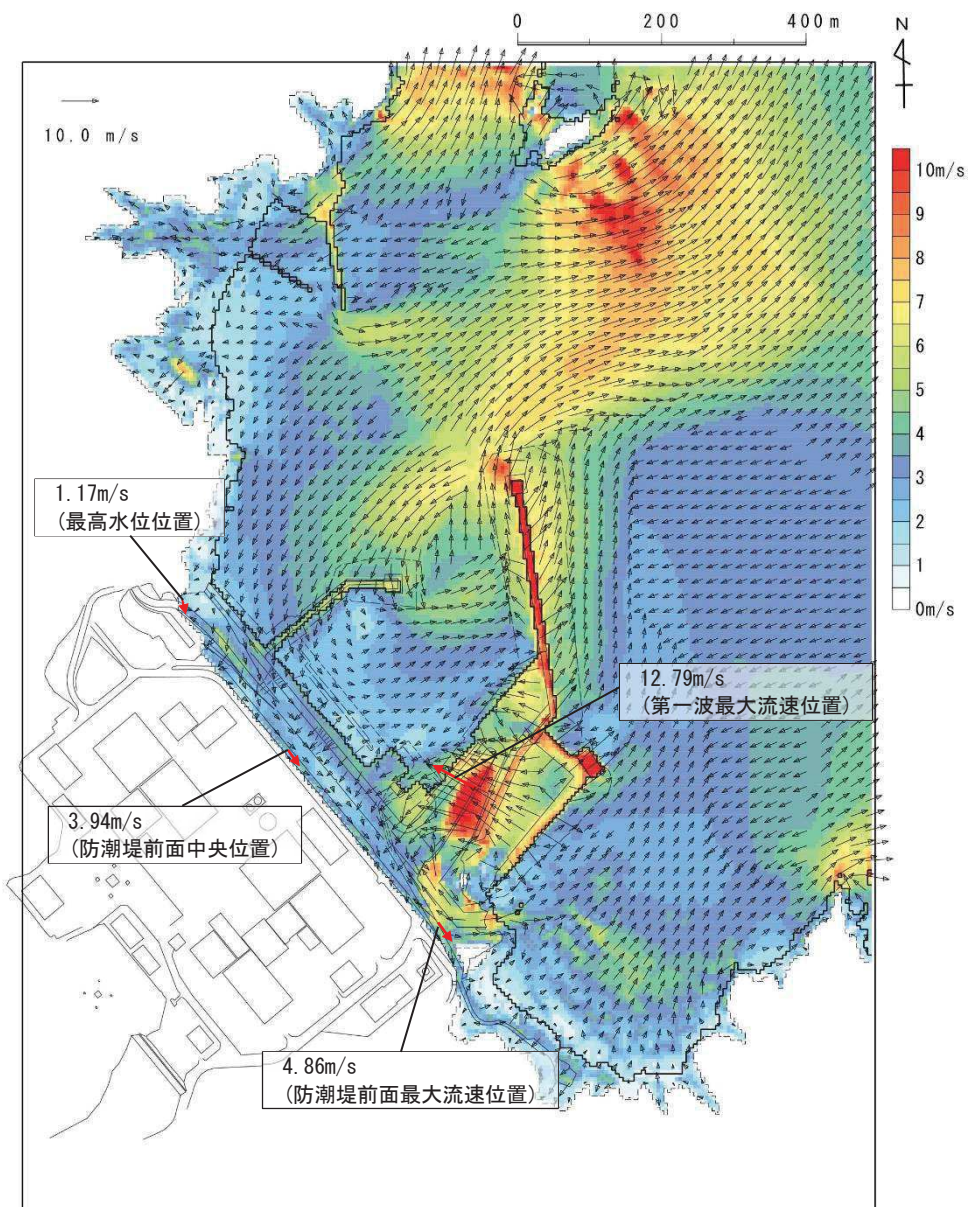 0 200 400 m
N
10.0 m/s
10m/s
9
8
7
6
5
4
3
2
1
0m/s
1.17m/s
(最高水位位置)
12.79m/s
(第一波最大流速位置)
3.94m/s
(防潮堤前面中央位置)
4.86m/s
(防潮堤前面最大流速位置)